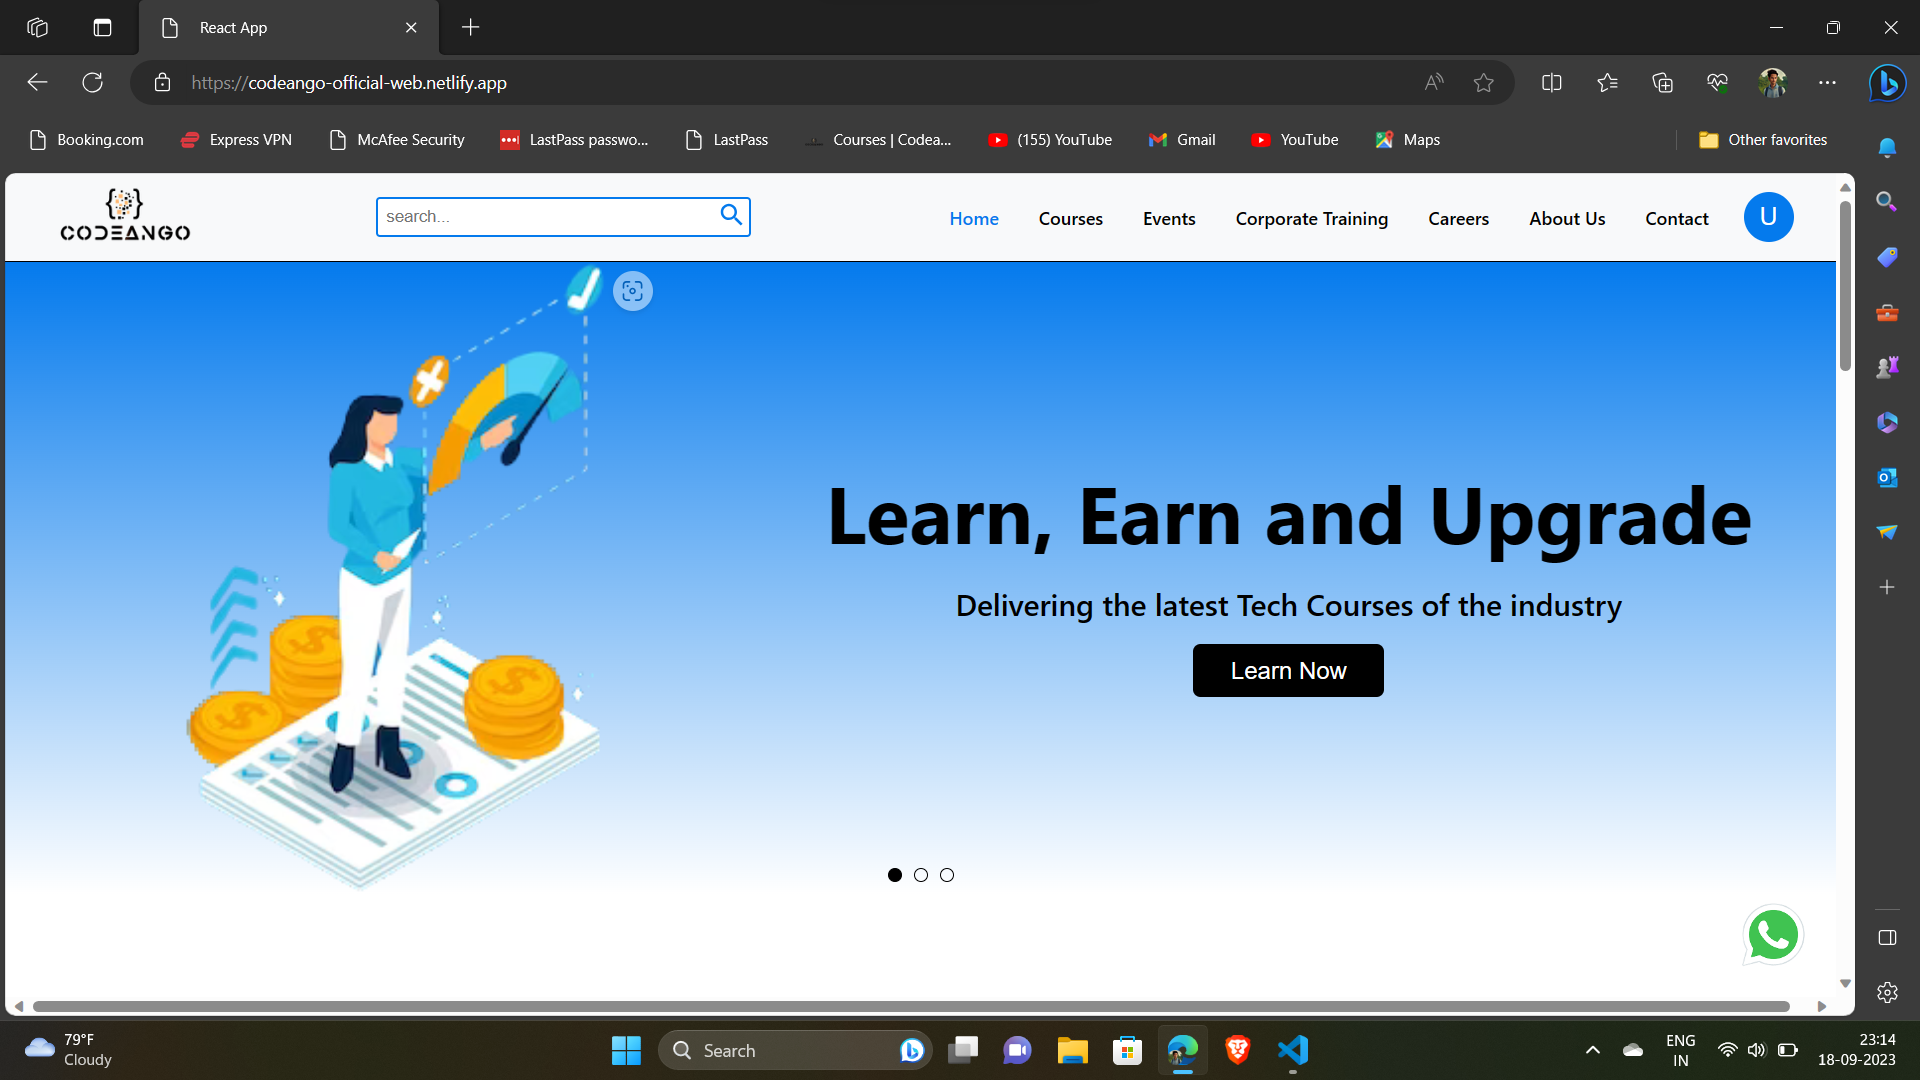 React App
https://codeango-official-web.netlify.app
Booking.com
Express VPN
McAfee Security
LastPass passwo...
LastPass
Courses | Codea...
(155) YouTube
Gmail
YouTube
Maps
Other favorites
CODEANGO
search...
Home
Courses
Events
Corporate Training
Careers
About Us
Contact
U
Learn, Earn and Upgrade
Delivering the latest Tech Courses of the industry
Learn Now
79°F
Cloudy
Search
ENG
IN
23:14
18-09-2023